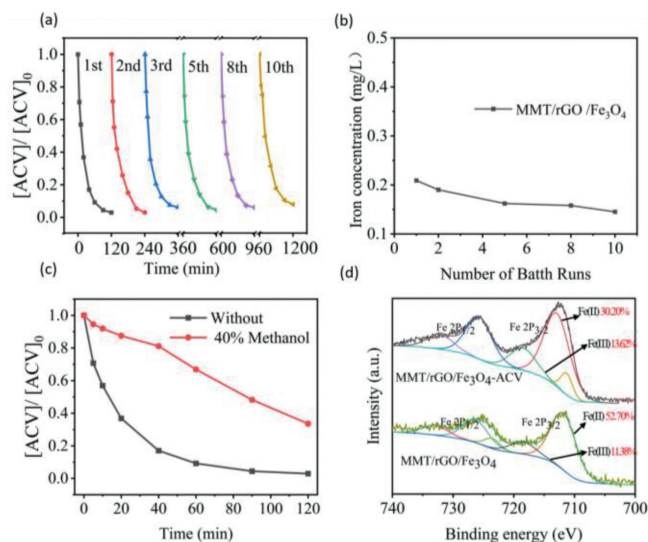 (a)
[ACV]/ [ACV]0
1.0
0.8
0.6
0.4
0.2
0.0
1st
2nd
3rd
5th
8th
10th
0 120 240 360 600 960 1200
Time (min)
(b)
Iron concentration (mg/L)
0.5
0.4
0.3
0.2
0.1
MMT/rGO /Fe3O4
0 2 4 6 8 10
Number of Batth Runs
(c)
[ACV]/ [ACV]0
1.0
0.8
0.6
0.4
0.2
0.0
Without
40% Methanol
0 20 40 60 80 100 120
Time (min)
(d)
Intensity (a.u.)
Fe 2P1/2
Fe 2P3/2
Fe(II) 30.20%
Fe(III)13.62%
MMT/rGO/Fe3O4-ACV
Fe 2P1/2
Fe 2P3/2
Fe(II) 52.70%
Fe(III)11.38%
MMT/rGO/Fe3O4
740 730 720 710 700
Binding energy (eV)